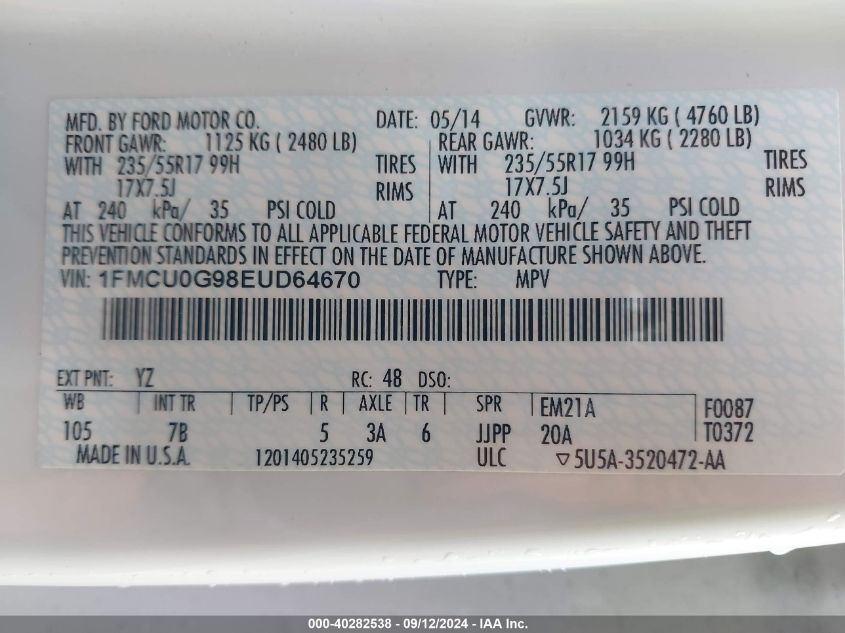 MFD. BY FORD MOTOR CO. DATE: 05/14 GVWR: 2159 KG ( 4760 LB)
FRONT GAWR: 1125 KG ( 2480 LB) REAR GAWR: 1034 KG ( 2280 LB)
WITH 235/55R17 99H TIRES WITH 235/55R17 99H TIRES
17X7.5J RIMS 17X7.5J RIMS
AT 240 kPa/ 35 PSI COLD AT 240 kPa/ 35 PSI COLD
THIS VEHICLE CONFORMS TO ALL APPLICABLE FEDERAL MOTOR VEHICLE SAFETY AND THEFT
PREVENTION STANDARDS IN EFFECT ON THE DATE OF MANUFACTURE SHOWN ABOVE.
VIN: 1FMCU0G98EUD64670 TYPE: MPV
EXT PNT: YZ RC: 48 DSO:
WB INT TR TP/PS R AXLE TR SPR EM21A F0087
105 7B 5 3A 6 JJPP 20A T0372
MADE IN U.S.A. 1201405235259 ULC ▽5U5A-3520472-AA
000-40282538 - 09/12/2024 - IAA Inc.